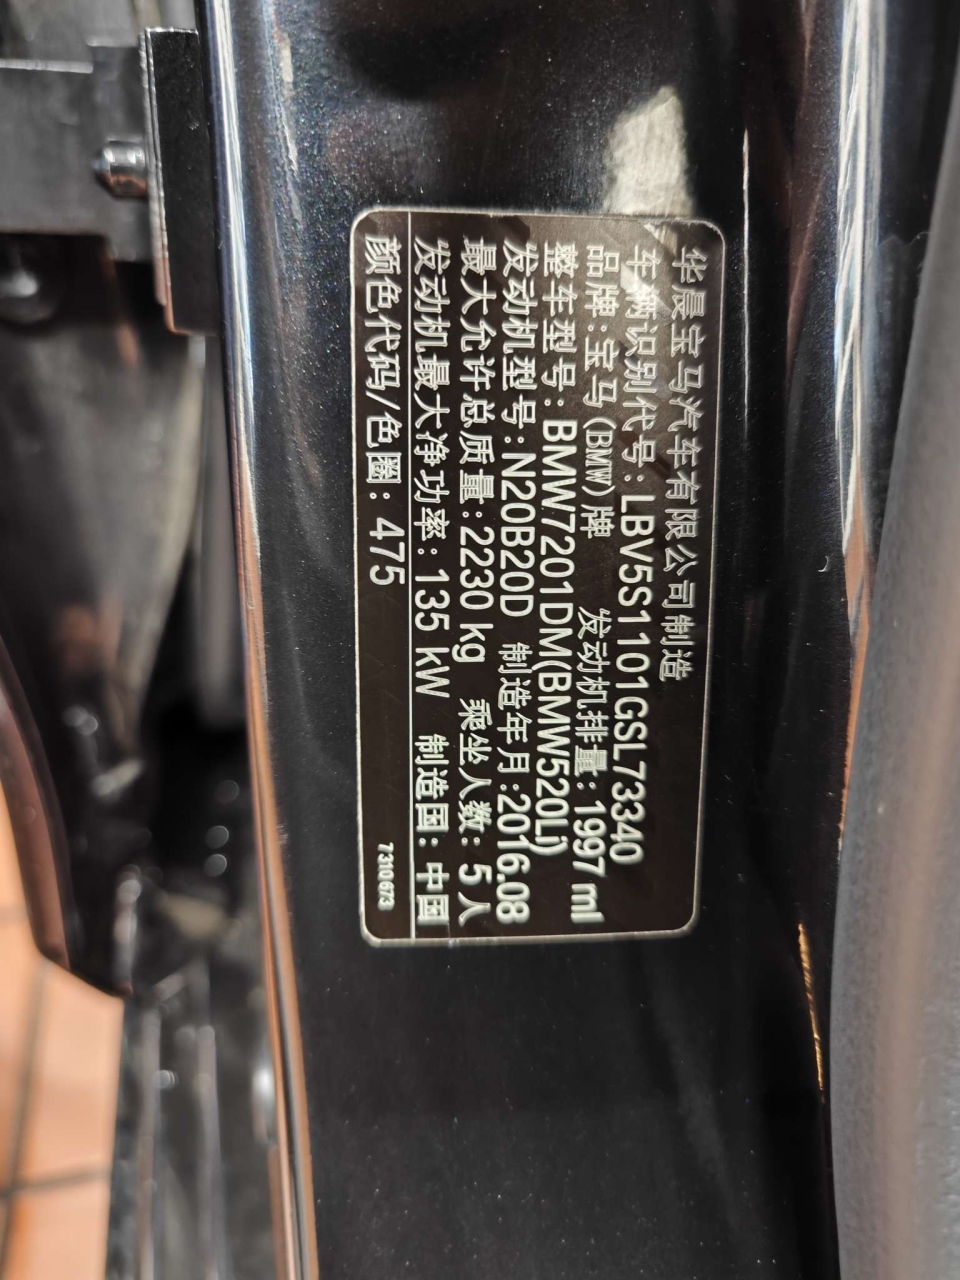 华晨宝马汽车有限公司制造
车辆识别代号:LBV5S1101GSL73340
品牌:宝马(BMW)牌 发动机排量:1997 ml
整车型号:BMW7201DM(BMW520Li)
发动机型号:N20B20D 制造年月:2016.08
最大允许总质量:2230 kg 乘坐人数:5人
发动机最大净功率:135 kW 制造国:中国
颜色代码/色圈:475
7310673